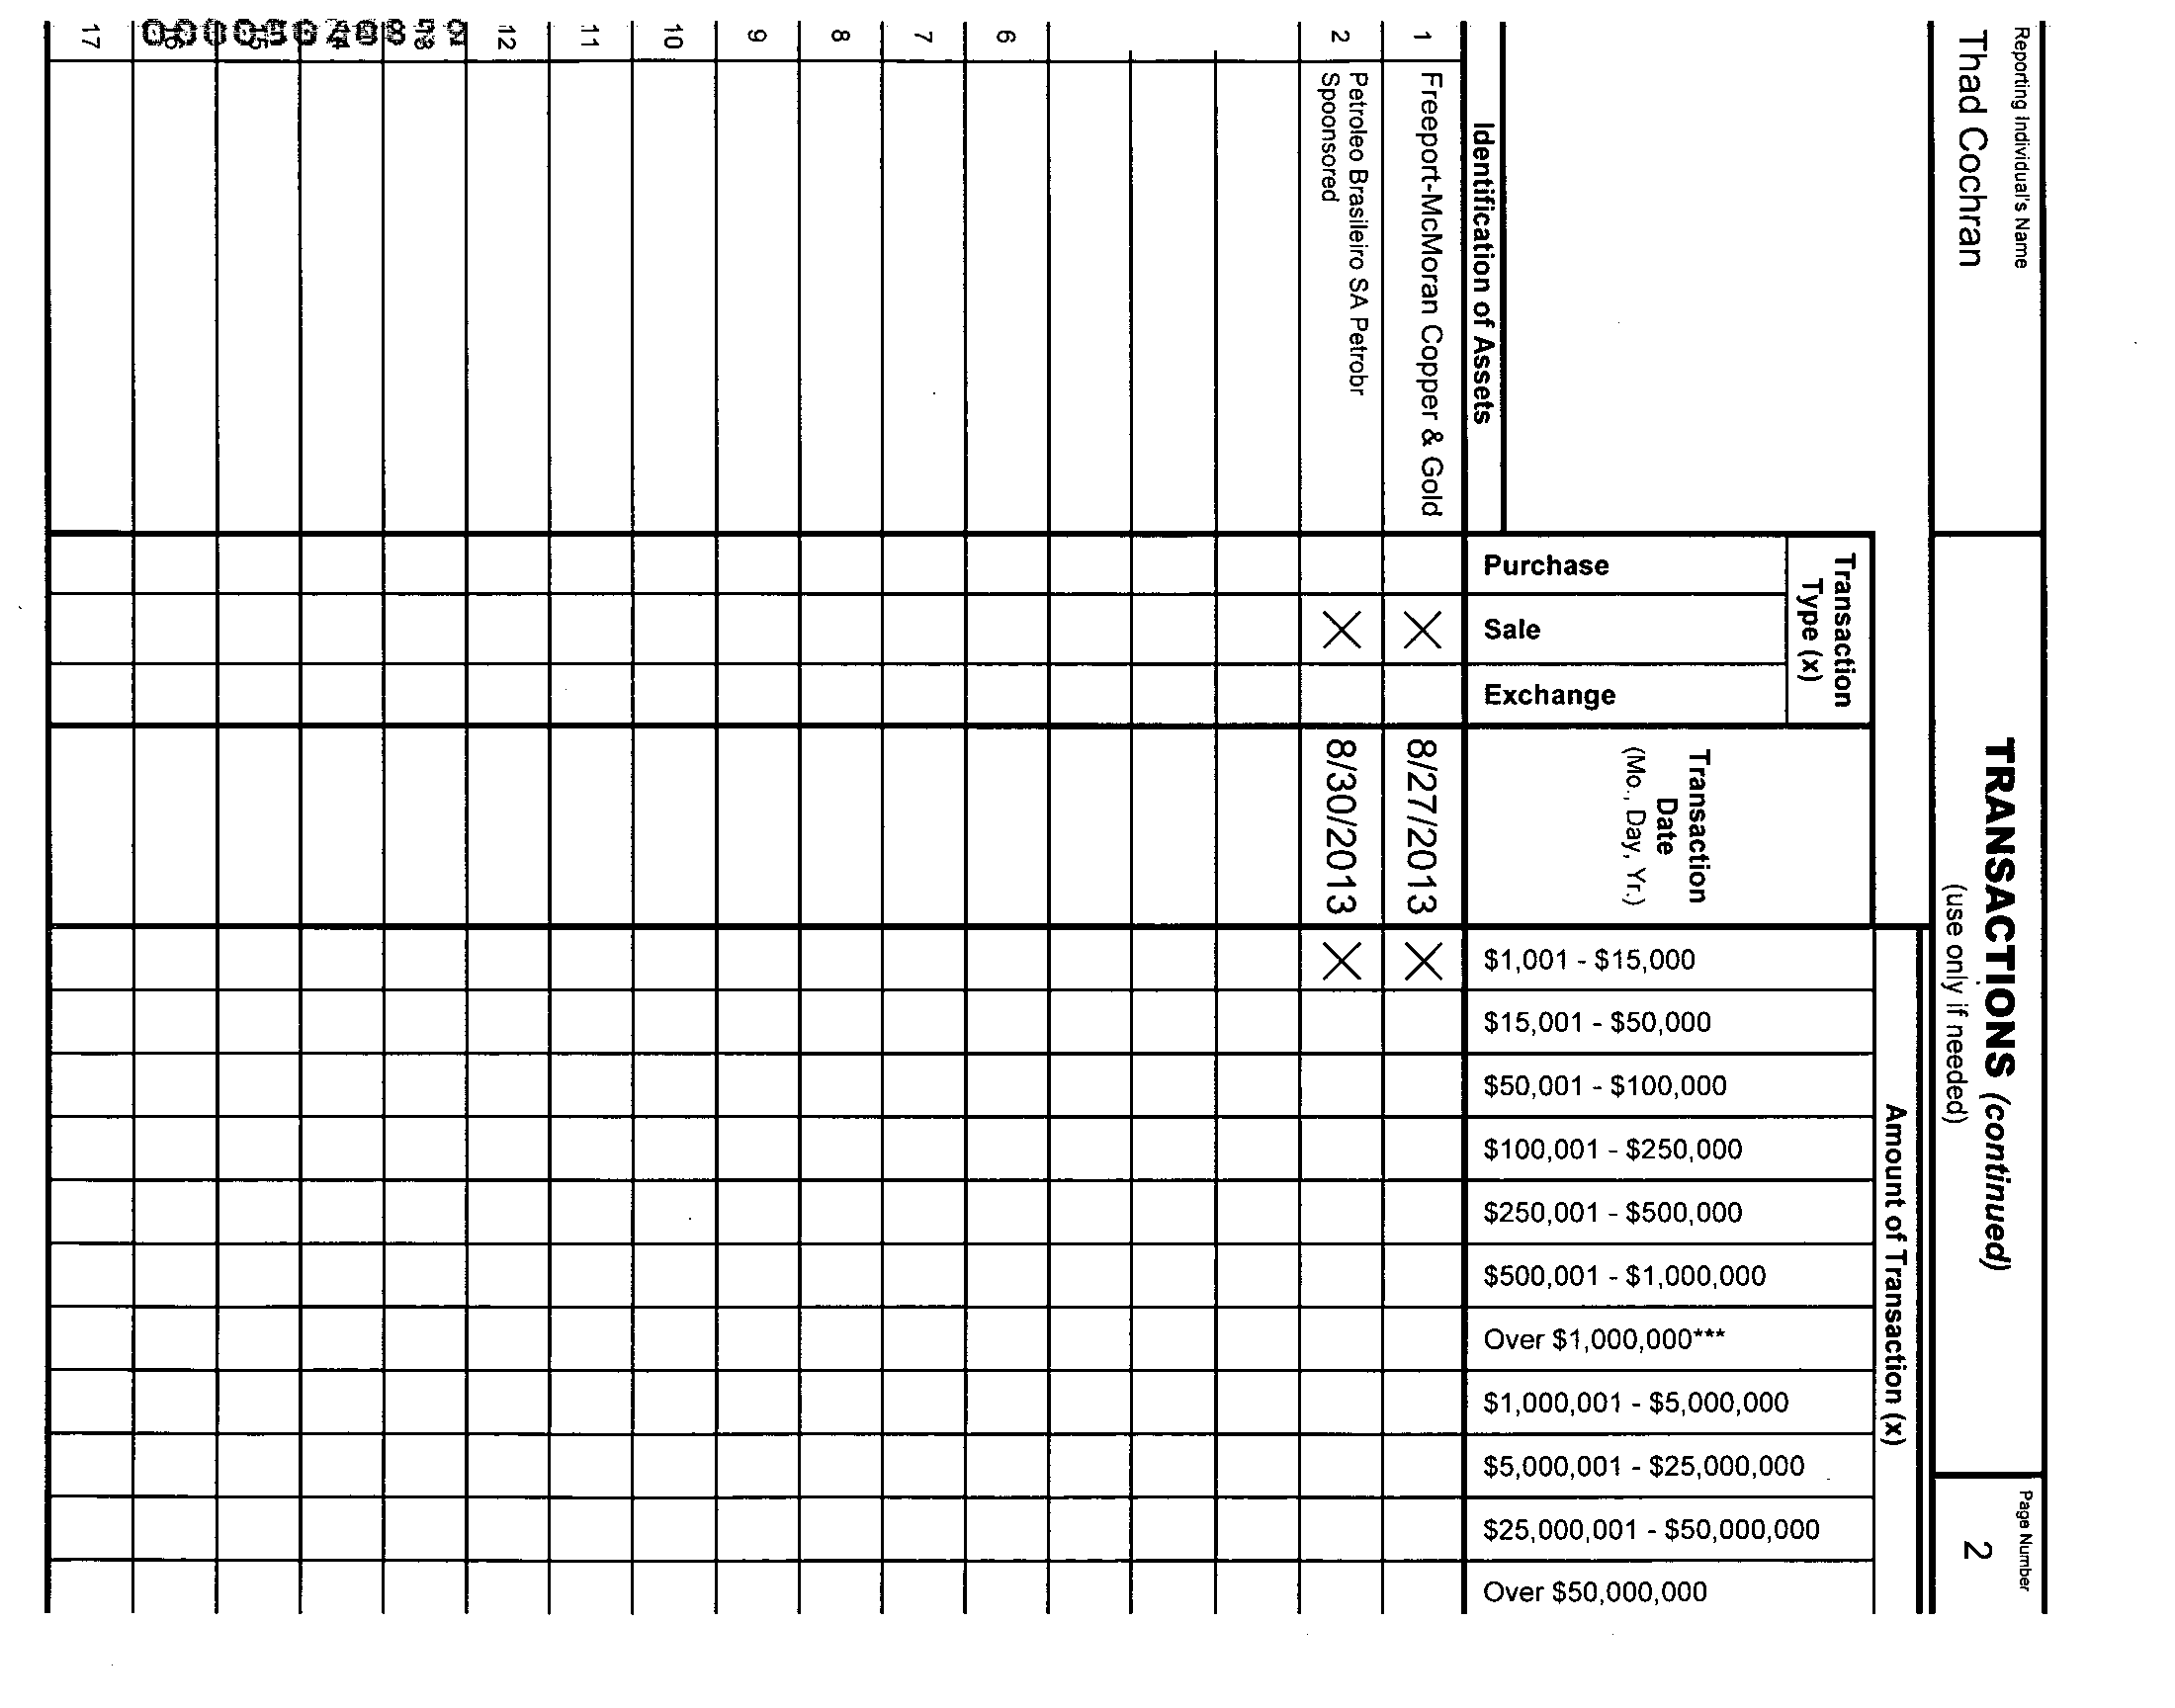 Reporting Individual's Name
Thad Cochran
TRANSACTIONS (continued)
(use only if needed)
Page Number
2
Identification of Assets
Transaction
Type (x)
Purchase
Sale
Exchange
Transaction
Date
(Mo., Day, Yr.)
Amount of Transaction (x)
$1,001 - $15,000
$15,001 - $50,000
$50,001 - $100,000
$100,001 - $250,000
$250,001 - $500,000
$500,001 - $1,000,000
Over $1,000,000***
$1,000,001 - $5,000,000
$5,000,001 - $25,000,000
$25,000,001 - $50,000,000
Over $50,000,000
1 Freeport-McMoran Copper & Gold X 8/27/2013 X
2 Petroleo Brasileiro SA Petrobr
Spoonsored X 8/30/2013 X
6
7
8
9
10
11
12
17